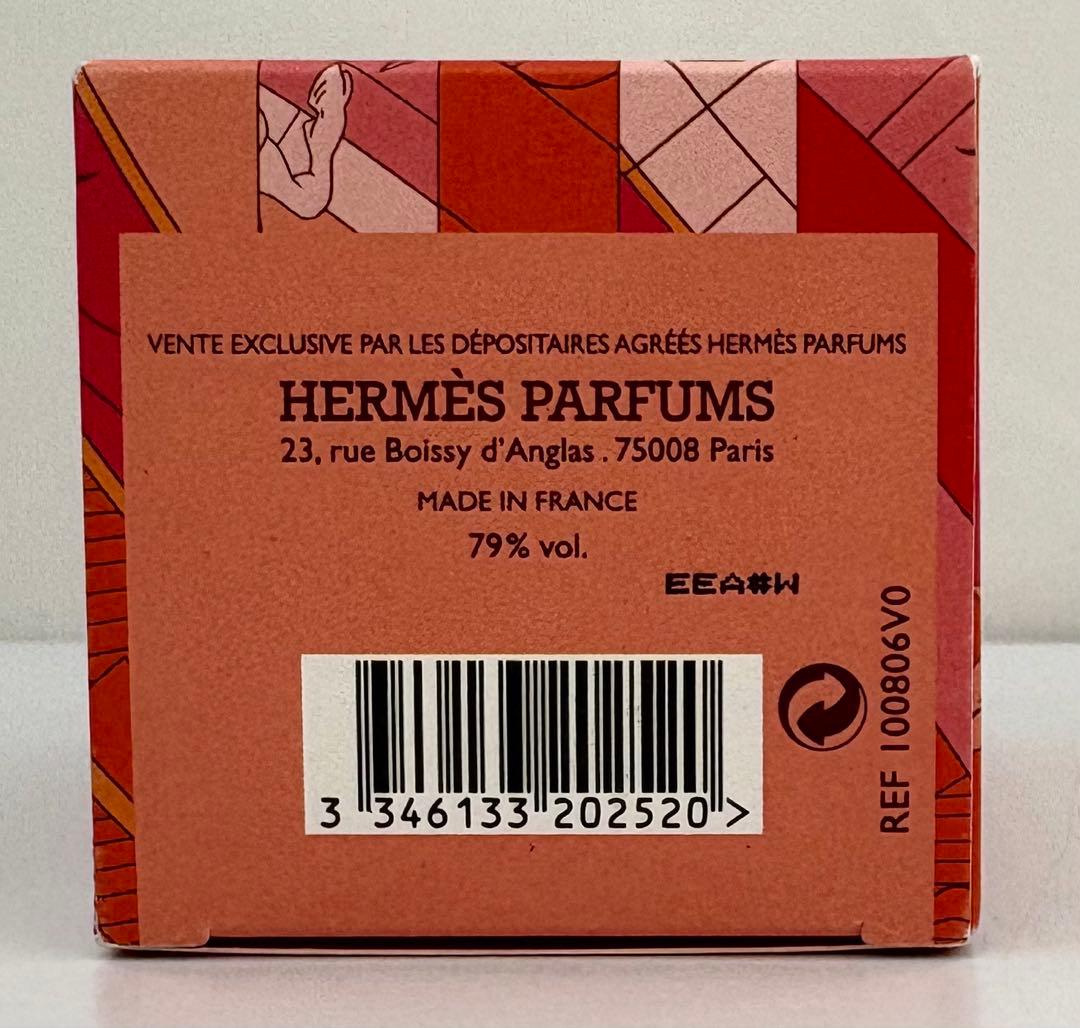 VENTE EXCLUSIVE PAR LES DÉPOSITAIRES AGRÉÉS HERMÈS PARFUMS
HERMÈS PARFUMS
23, rue Boissy d'Anglas . 75008 Paris
MADE IN FRANCE
79% vol.
EEA#W
REF 100806V0
3 346133 202520 >